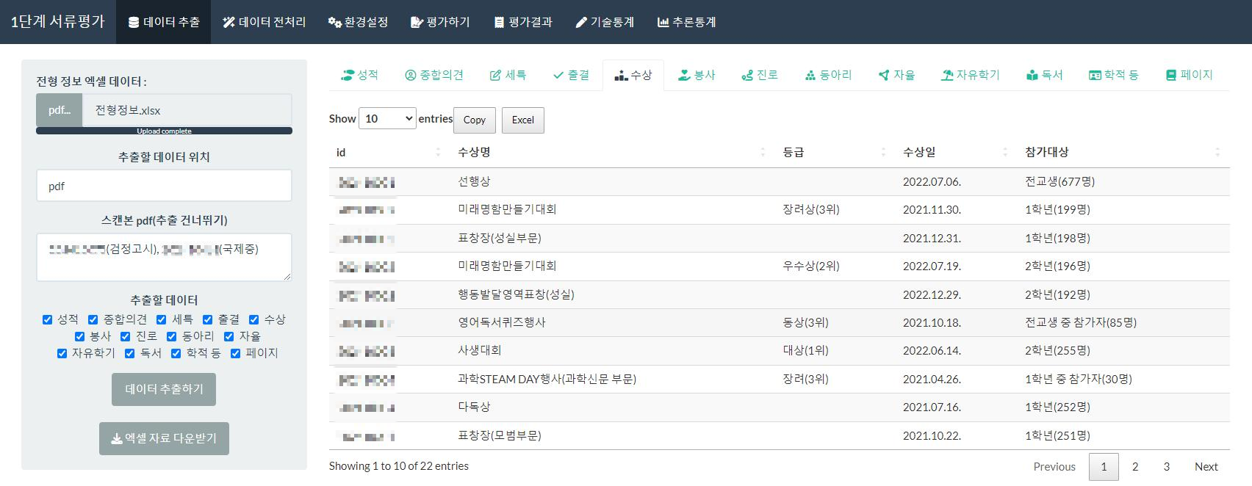 1단계 서류평가 데이터 추출 데이터 전처리 환경설정 평가하기 평가결과 기술통계 추론통계
전형 정보 엑셀 데이터 :
pdf... 전형정보.xlsx
Upload complete
추출할 데이터 위치
pdf
스캔본 pdf(추출 건너뛰기)
(검정고시), (국제중)
추출할 데이터
성적 종합의견 세특 출결 수상
봉사 진로 동아리 자율
자유학기 독서 학적 등 페이지
데이터 추출하기
엑셀 자료 다운받기
성적 종합의견 세특 출결 수상 봉사 진로 동아리 자율 자유학기 독서 학적 등 페이지
Show 10 entries Copy Excel
id 수상명 등급 수상일 참가대상
선행상 2022.07.06. 전교생(677명)
미래명함만들기대회 장려상(3위) 2021.11.30. 1학년(199명)
표창장(성실부문) 2021.12.31. 1학년(198명)
미래명함만들기대회 우수상(2위) 2022.07.19. 2학년(196명)
행동발달영역표창(성실) 2022.12.29. 2학년(192명)
영어독서퀴즈행사 동상(3위) 2021.10.18. 전교생 중 참가자(85명)
사생대회 대상(1위) 2022.06.14. 2학년(255명)
과학STEAM DAY행사(과학신문 부문) 장려(3위) 2021.04.26. 1학년 중 참가자(30명)
다독상 2021.07.16. 1학년(252명)
표창장(모범부문) 2021.10.22. 1학년(251명)
Showing 1 to 10 of 22 entries Previous 1 2 3 Next